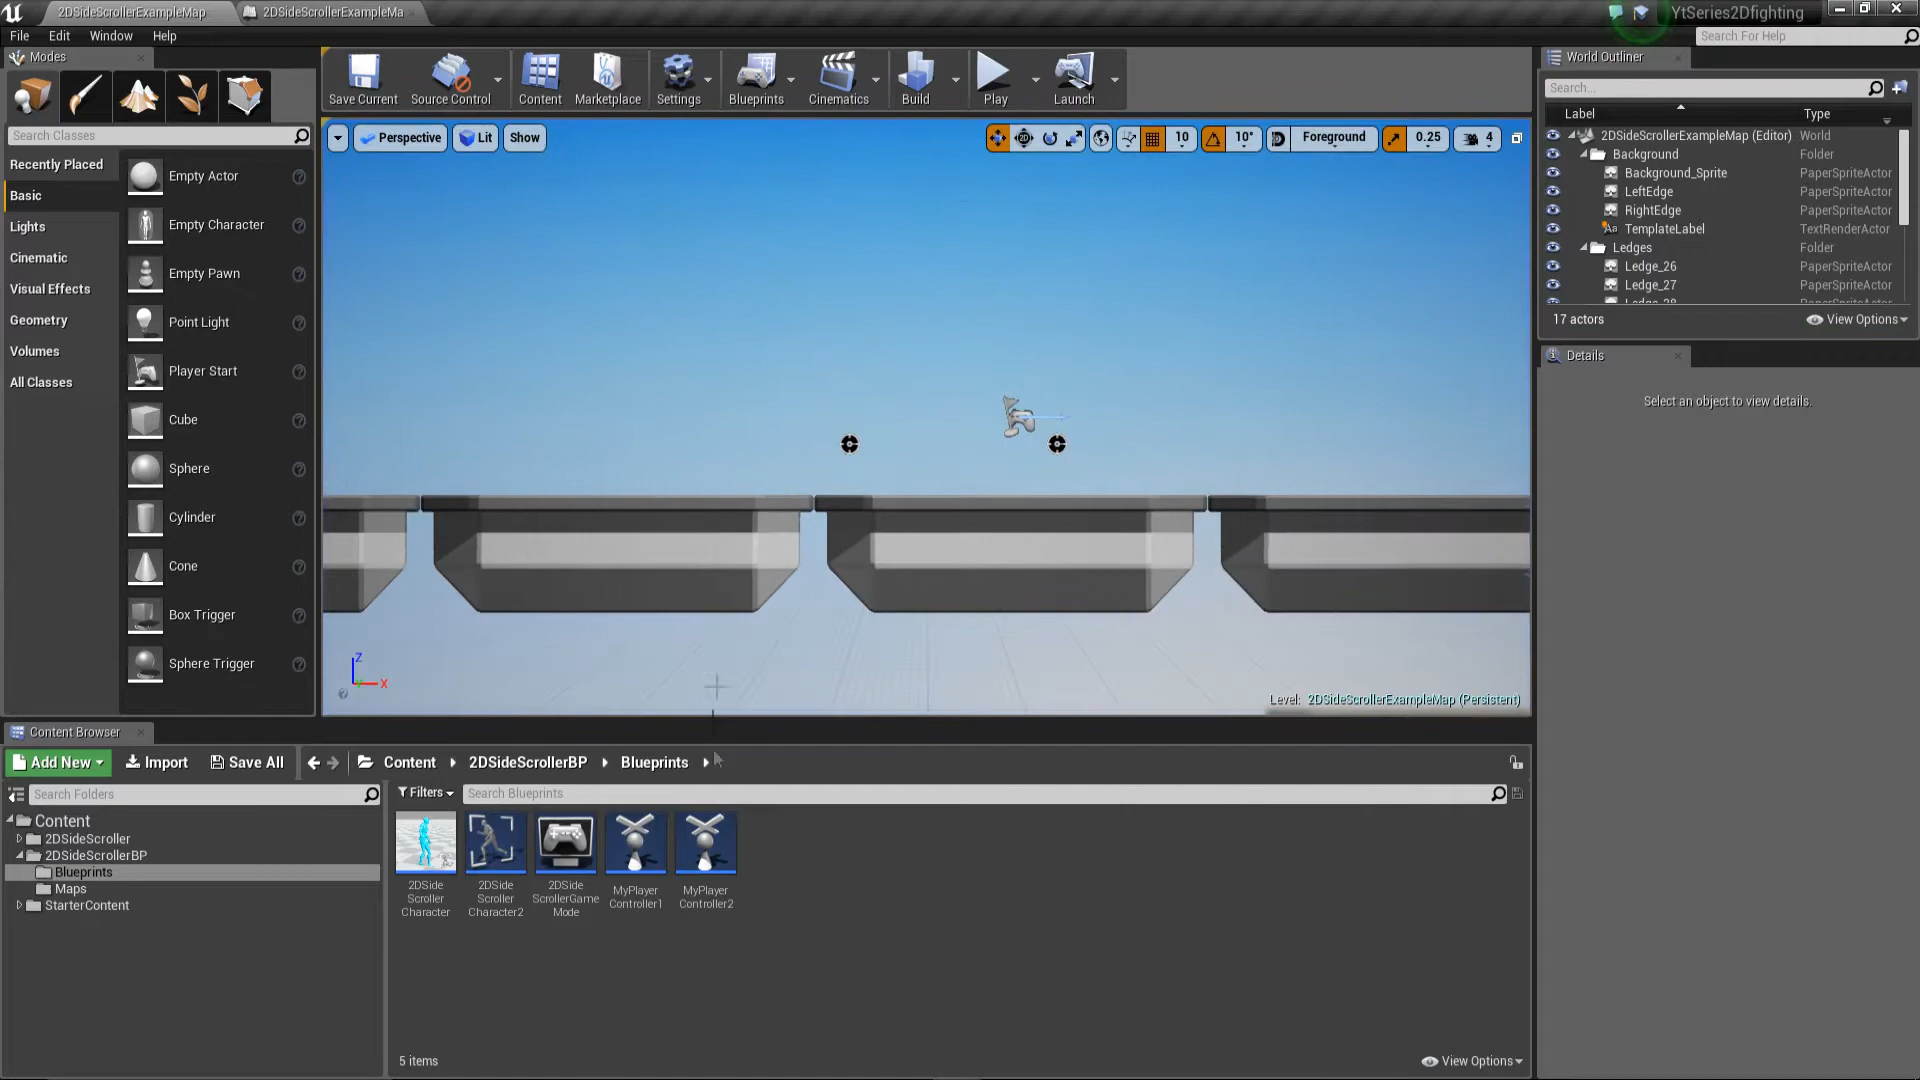 2DSideScrollerExampleMap
2DSideScrollerExampleMa
YtSeries2Dfighting
File Edit Window Help
Search For Help
Modes
Save Current Source Control Content Marketplace Settings Blueprints Cinematics Build Play Launch
World Outliner
Search...
Search Classes
Perspective Lit Show
10 10° Foreground 0.25 4
Label Type
2DSideScrollerExampleMap (Editor) World
Background Folder
Background_Sprite PaperSpriteActor
LeftEdge PaperSpriteActor
RightEdge PaperSpriteActor
TemplateLabel TextRenderActor
Ledges Folder
Ledge_26 PaperSpriteActor
Ledge_27 PaperSpriteActor
Ledge_28 PaperSpriteActor
17 actors View Options
Details
Select an object to view details.
Recently Placed
Basic
Lights
Cinematic
Visual Effects
Geometry
Volumes
All Classes
Empty Actor
Empty Character
Empty Pawn
Point Light
Player Start
Cube
Sphere
Cylinder
Cone
Box Trigger
Sphere Trigger
Z
X
Level: 2DSideScrollerExampleMap (Persistent)
Content Browser
Add New Import Save All Content 2DSideScrollerBP Blueprints
Search Folders
Filters Search Blueprints
Content
2DSideScroller
2DSideScrollerBP
Blueprints
Maps
StarterContent
2DSide
Scroller
Character
2DSide
Scroller
Character2
2DSide
ScrollerGame
Mode
MyPlayer
Controller1
MyPlayer
Controller2
5 items View Options